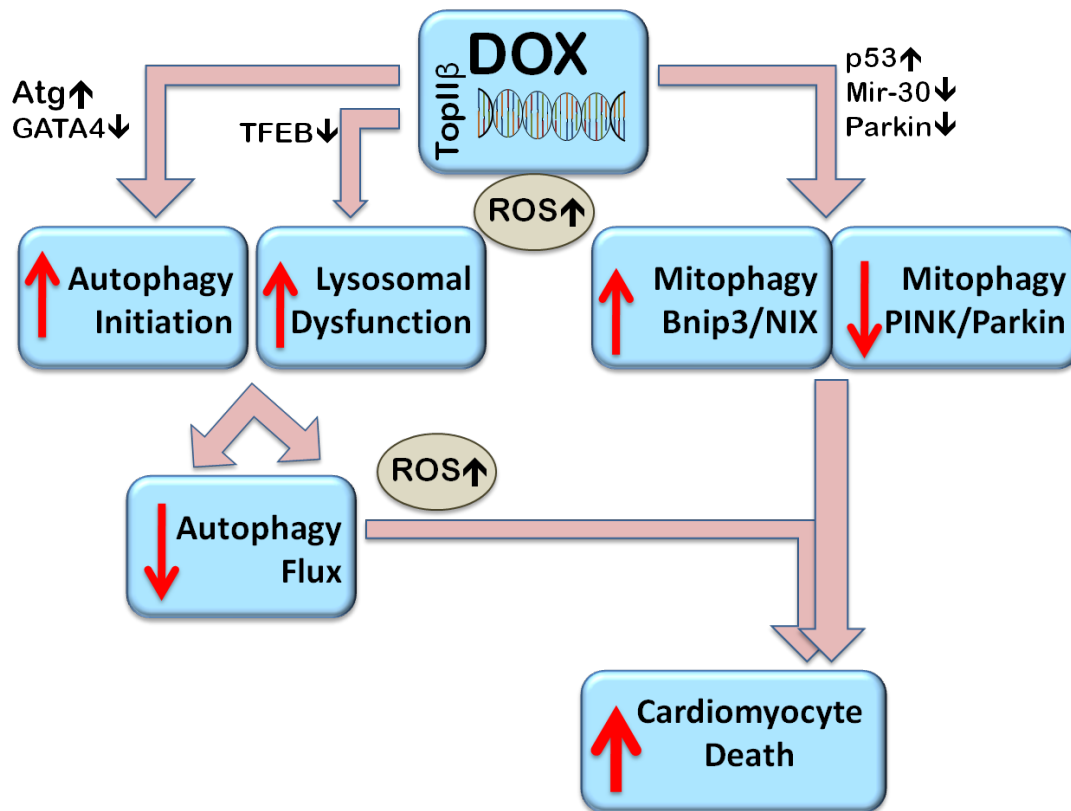 DOX
TopIIβ
Atg↑
GATA4↓
TFEB↓
p53↑
Mir-30↓
Parkin↓
ROS↑
Autophagy
Initiation
Lysosomal
Dysfunction
Mitophagy
Bnip3/NIX
Mitophagy
PINK/Parkin
ROS↑
Autophagy
Flux
Cardiomyocyte
Death